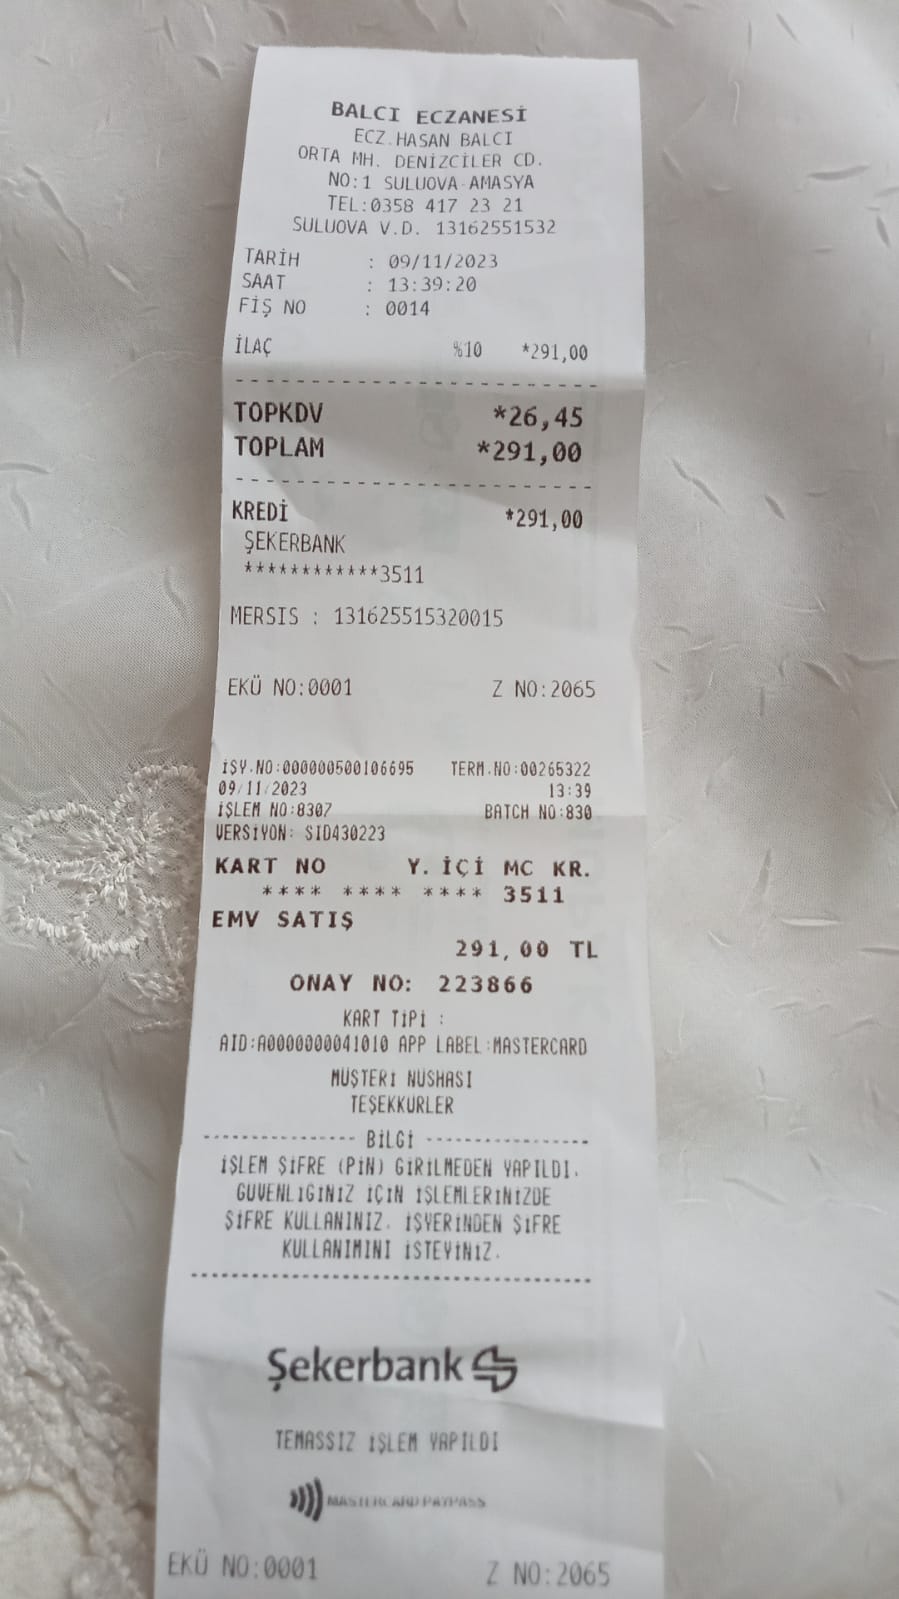 BALCI ECZANESİ
ECZ.HASAN BALCI
ORTA MH. DENİZCİLER CD.
NO:1 SULUOVA-AMASYA
TEL:0358 417 23 21
SULUOVA V.D. 13162551532
TARİH : 09/11/2023
SAAT : 13:39:20
FİŞ NO : 0014
İLAÇ %10 *291,00
TOPKDV *26,45
TOPLAM *291,00
KREDİ *291,00
ŞEKERBANK
************3511
MERSIS : 131625515320015
EKÜ NO:0001 Z NO:2065
İŞY.NO:000000500106695 TERM.NO:00265322
09/11/2023 13:39
İŞLEM NO:8307 BATCH NO:830
VERSİYON: SID430223
KART NO Y. İÇİ MC KR.
**** **** **** 3511
EMV SATIŞ
291,00 TL
ONAY NO: 223866
KART TİPİ :
AID:A0000000041010 APP LABEL:MASTERCARD
MÜŞTERİ NÜSHASI
TEŞEKKÜRLER
--------------- BİLGİ ---------------
İŞLEM ŞİFRE (PİN) GİRİLMEDEN YAPILDI.
GÜVENLİĞİNİZ İÇİN İŞLEMLERİNİZDE
ŞİFRE KULLANINIZ. İŞYERİNDEN ŞİFRE
KULLANIMINI İSTEYİNİZ.
Şekerbank
TEMASSIZ İŞLEM YAPILDI
MASTERCARD PAYPASS
EKÜ NO:0001 Z NO:2065